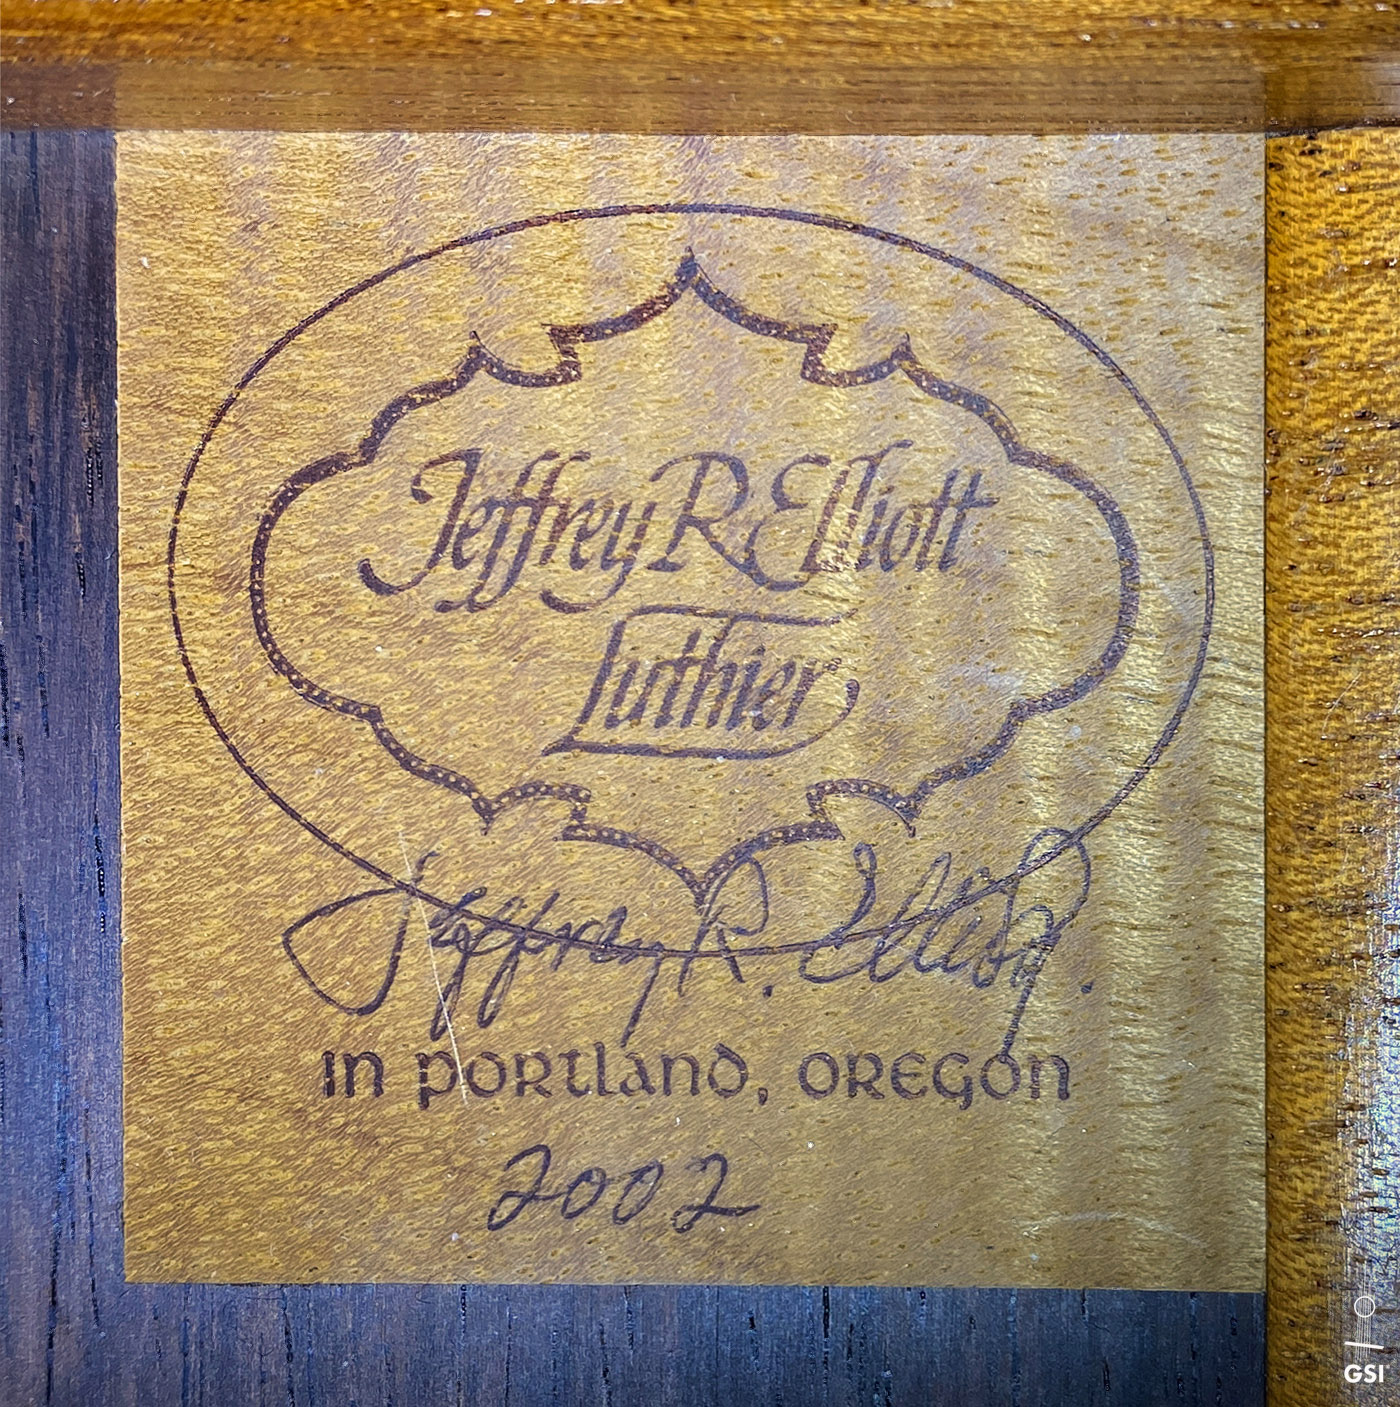 Jeffrey R Elliott
Luthier
Jeffrey R. Elliott
IN PORTLAND, OREGON
2002
GSI